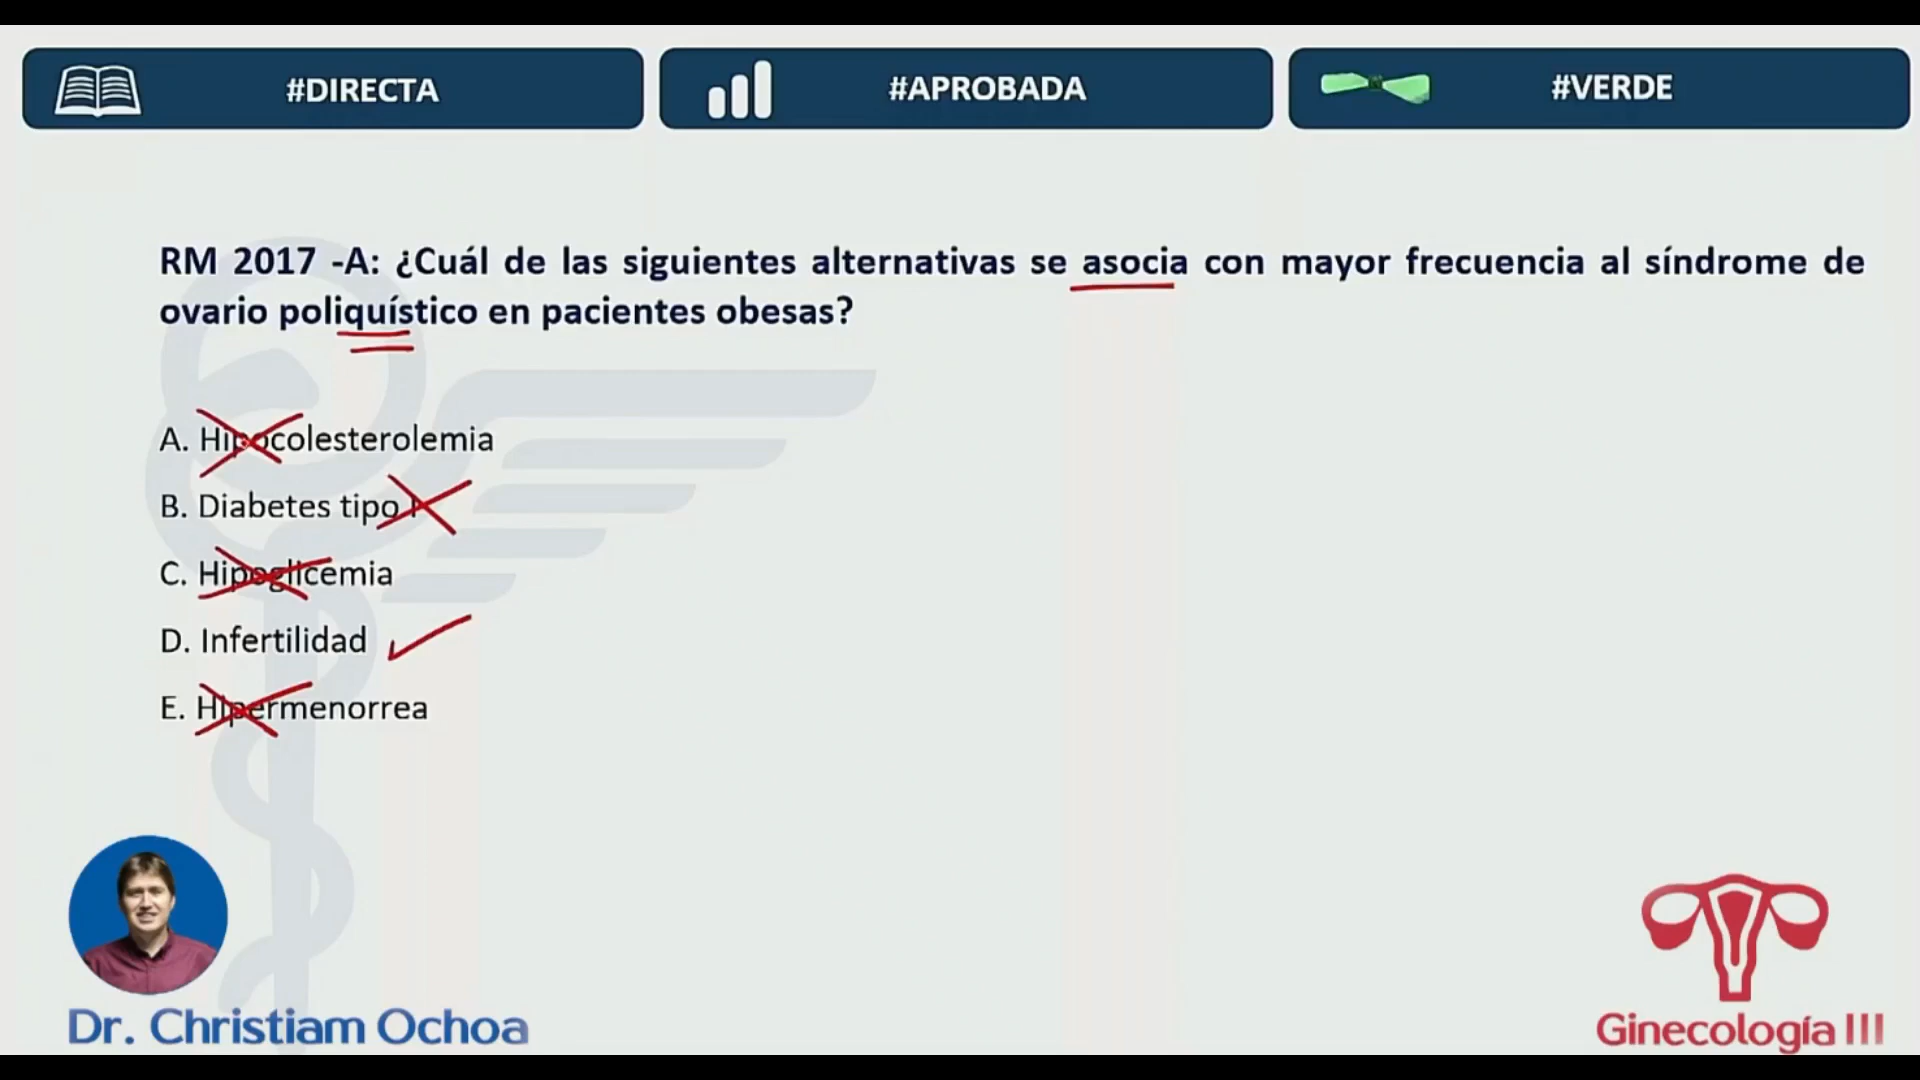 #DIRECTA
#APROBADA
#VERDE
RM 2017 -A: ¿Cuál de las siguientes alternativas se asocia con mayor frecuencia al síndrome de
ovario poliquístico en pacientes obesas?
A. Hipocolesterolemia
B. Diabetes tipo I
C. Hipoglicemia
D. Infertilidad
E. Hipermenorrea
Dr. Christiam Ochoa
Ginecología III